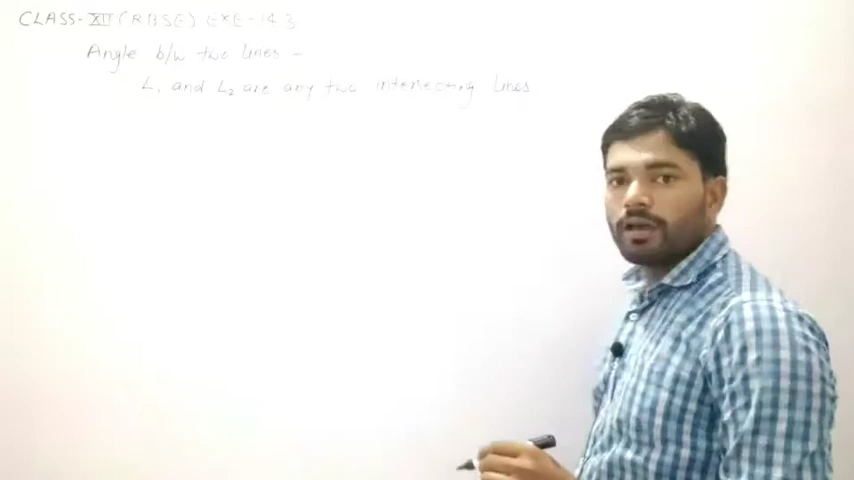 CLASS-XII (RBSE) EXE-14.3
Angle b/w two lines -
L₁ and L₂ are any two intersecting lines